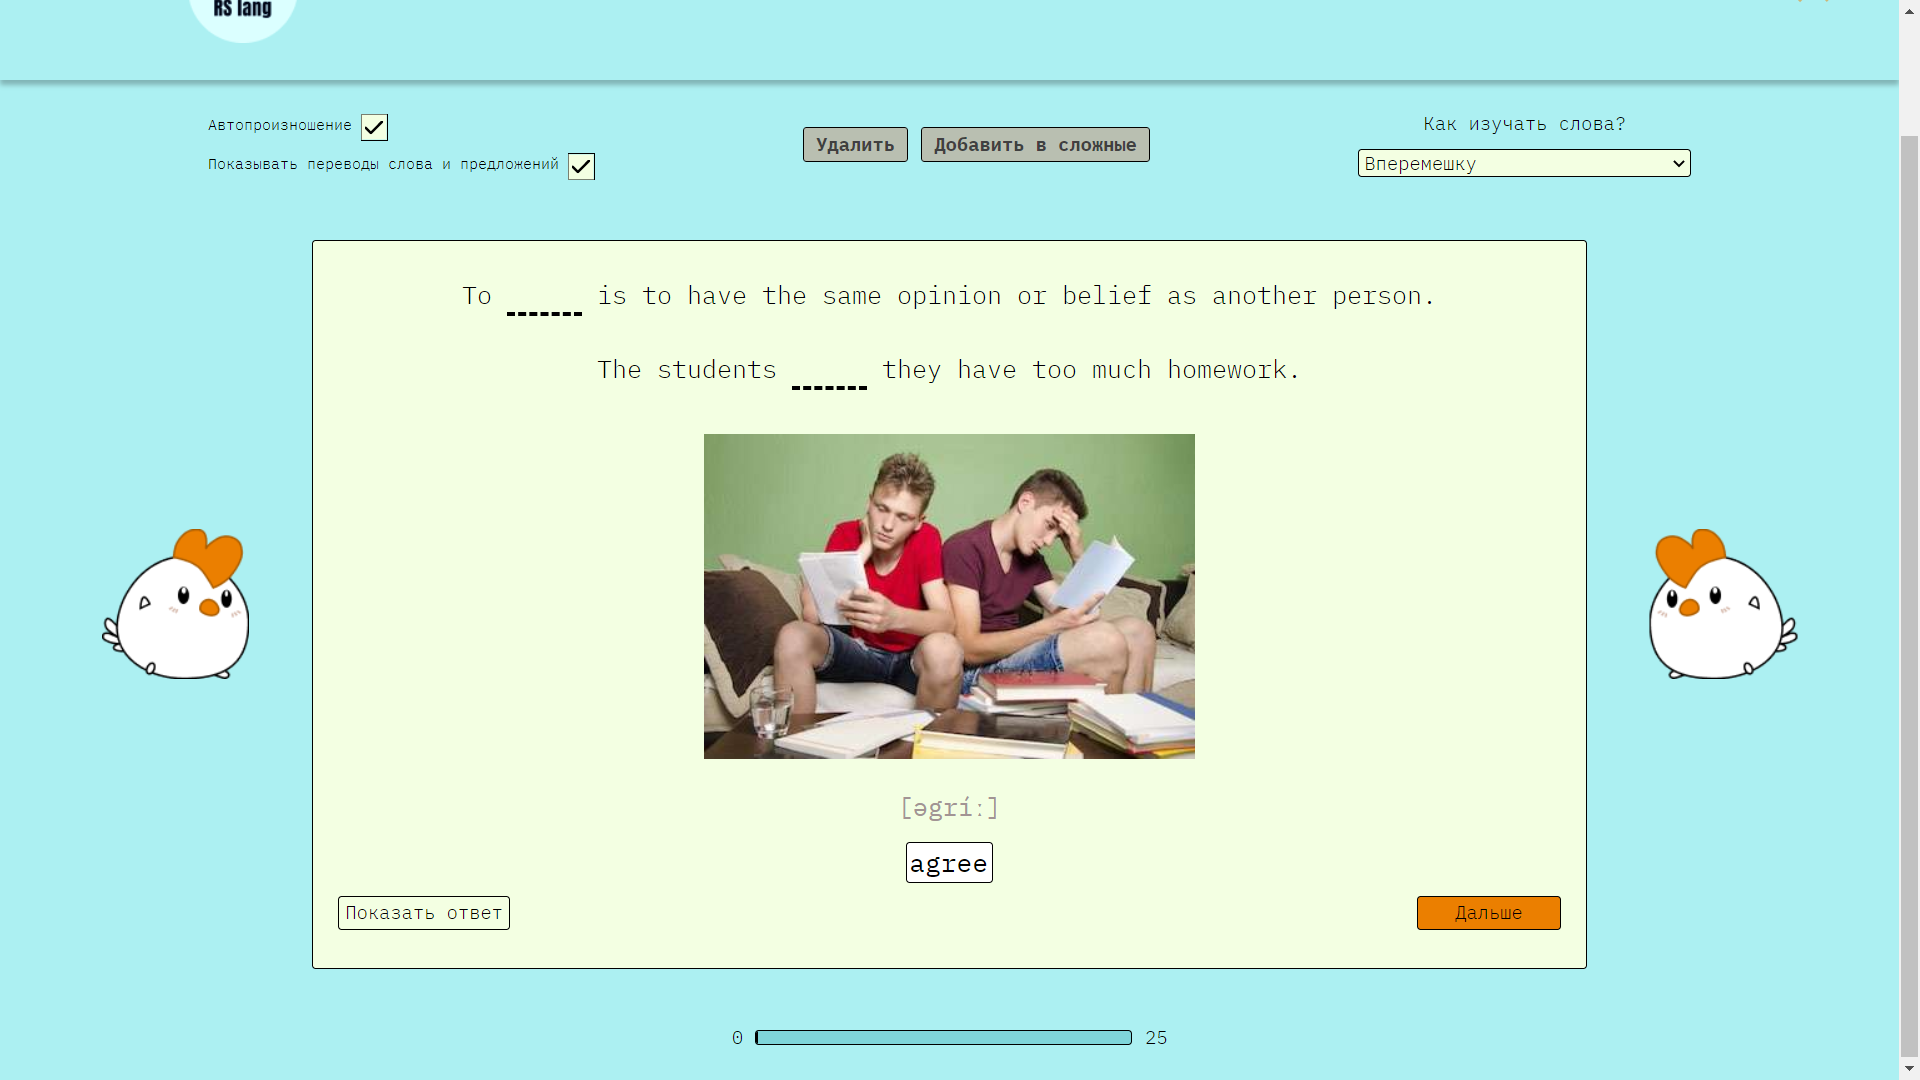 RS lang
Автопроизношение
Показывать переводы слова и предложений
Удалить
Добавить в сложные
Как изучать слова?
Вперемешку
To ______ is to have the same opinion or belief as another person.
The students ______ they have too much homework.
[əgríː]
agree
Показать ответ
Дальше
0
25